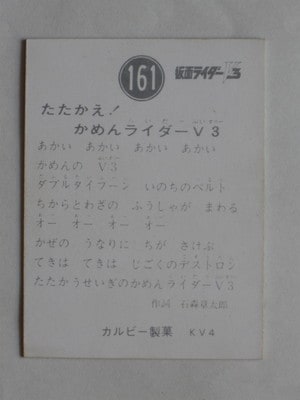 161
仮面ライダーV3
たたかえ!
かめんライダーV3
あかい あかい あかい あかい
かめんの V3
ダブルタイフーン いのちのベルト
ちからとわざの ふうしゃが まわる
オー オー オー オー
かぜの うなりに ちが さけぶ
てきは てきは じごくのデストロン
たたかうせいぎのかめんライダーV3
作詞 石森章太郎
カルビー製菓 KV4